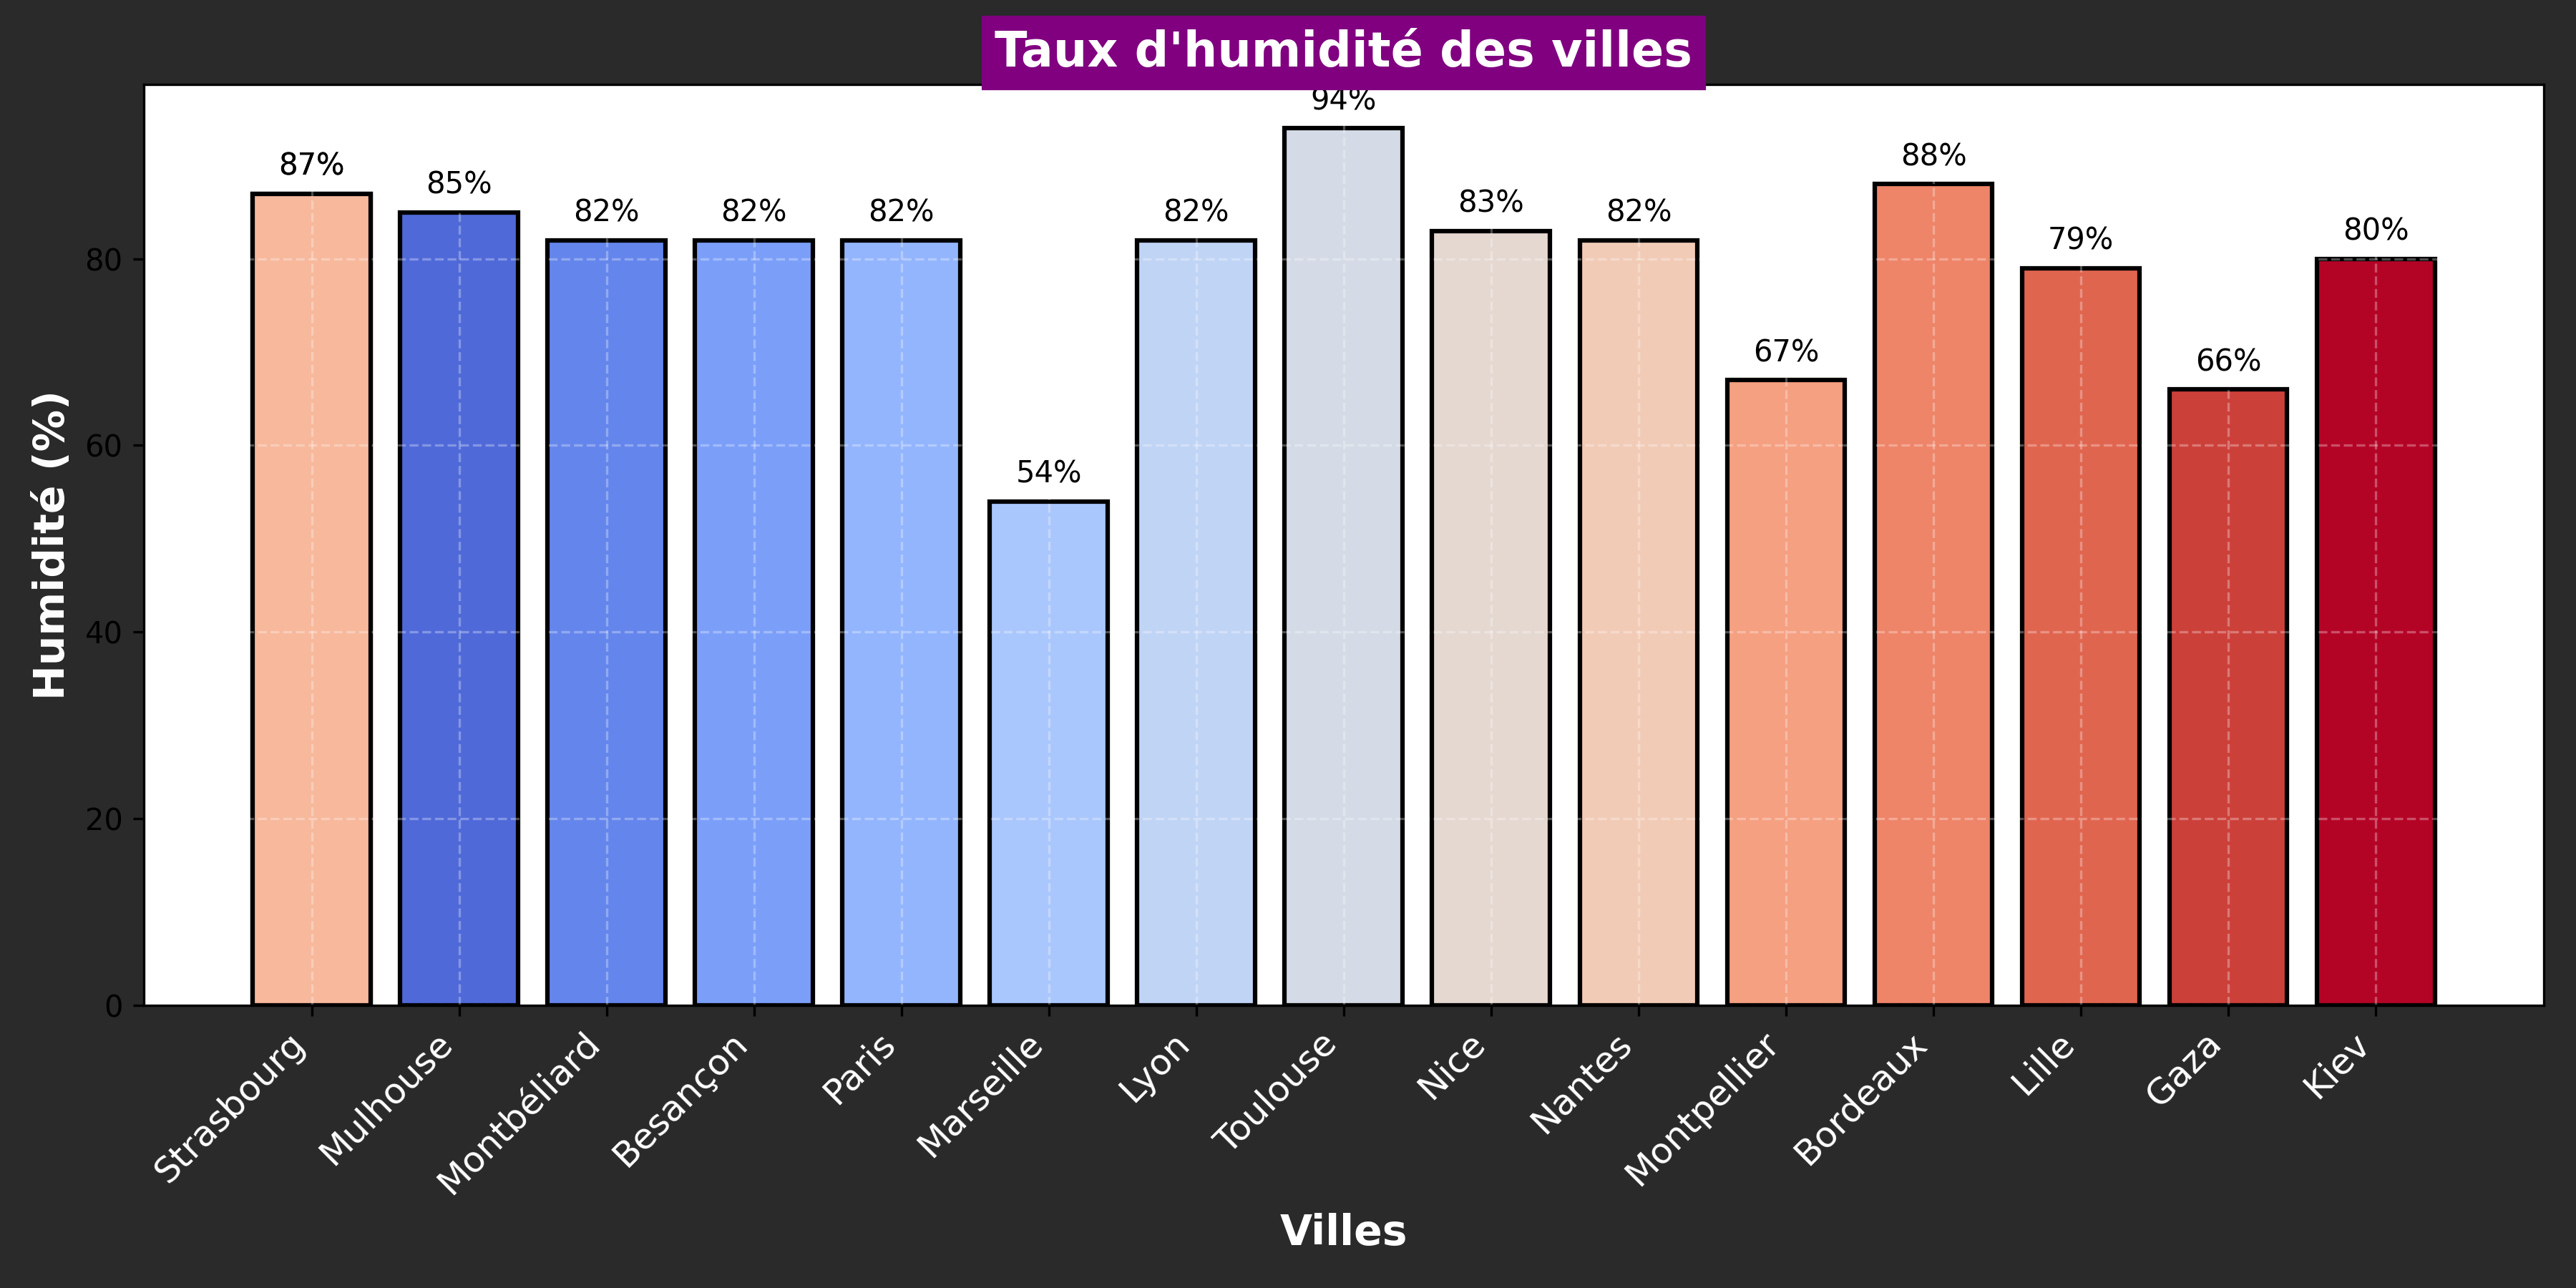 Taux d'humidité des villes
94%
87%
85%
82%
82%
82%
54%
82%
83%
82%
67%
88%
79%
66%
80%
Humidité (%)
80
60
40
20
0
Strasbourg
Mulhouse
Montbéliard
Besançon
Paris
Marseille
Lyon
Toulouse
Nice
Nantes
Montpellier
Bordeaux
Lille
Gaza
Kiev
Villes